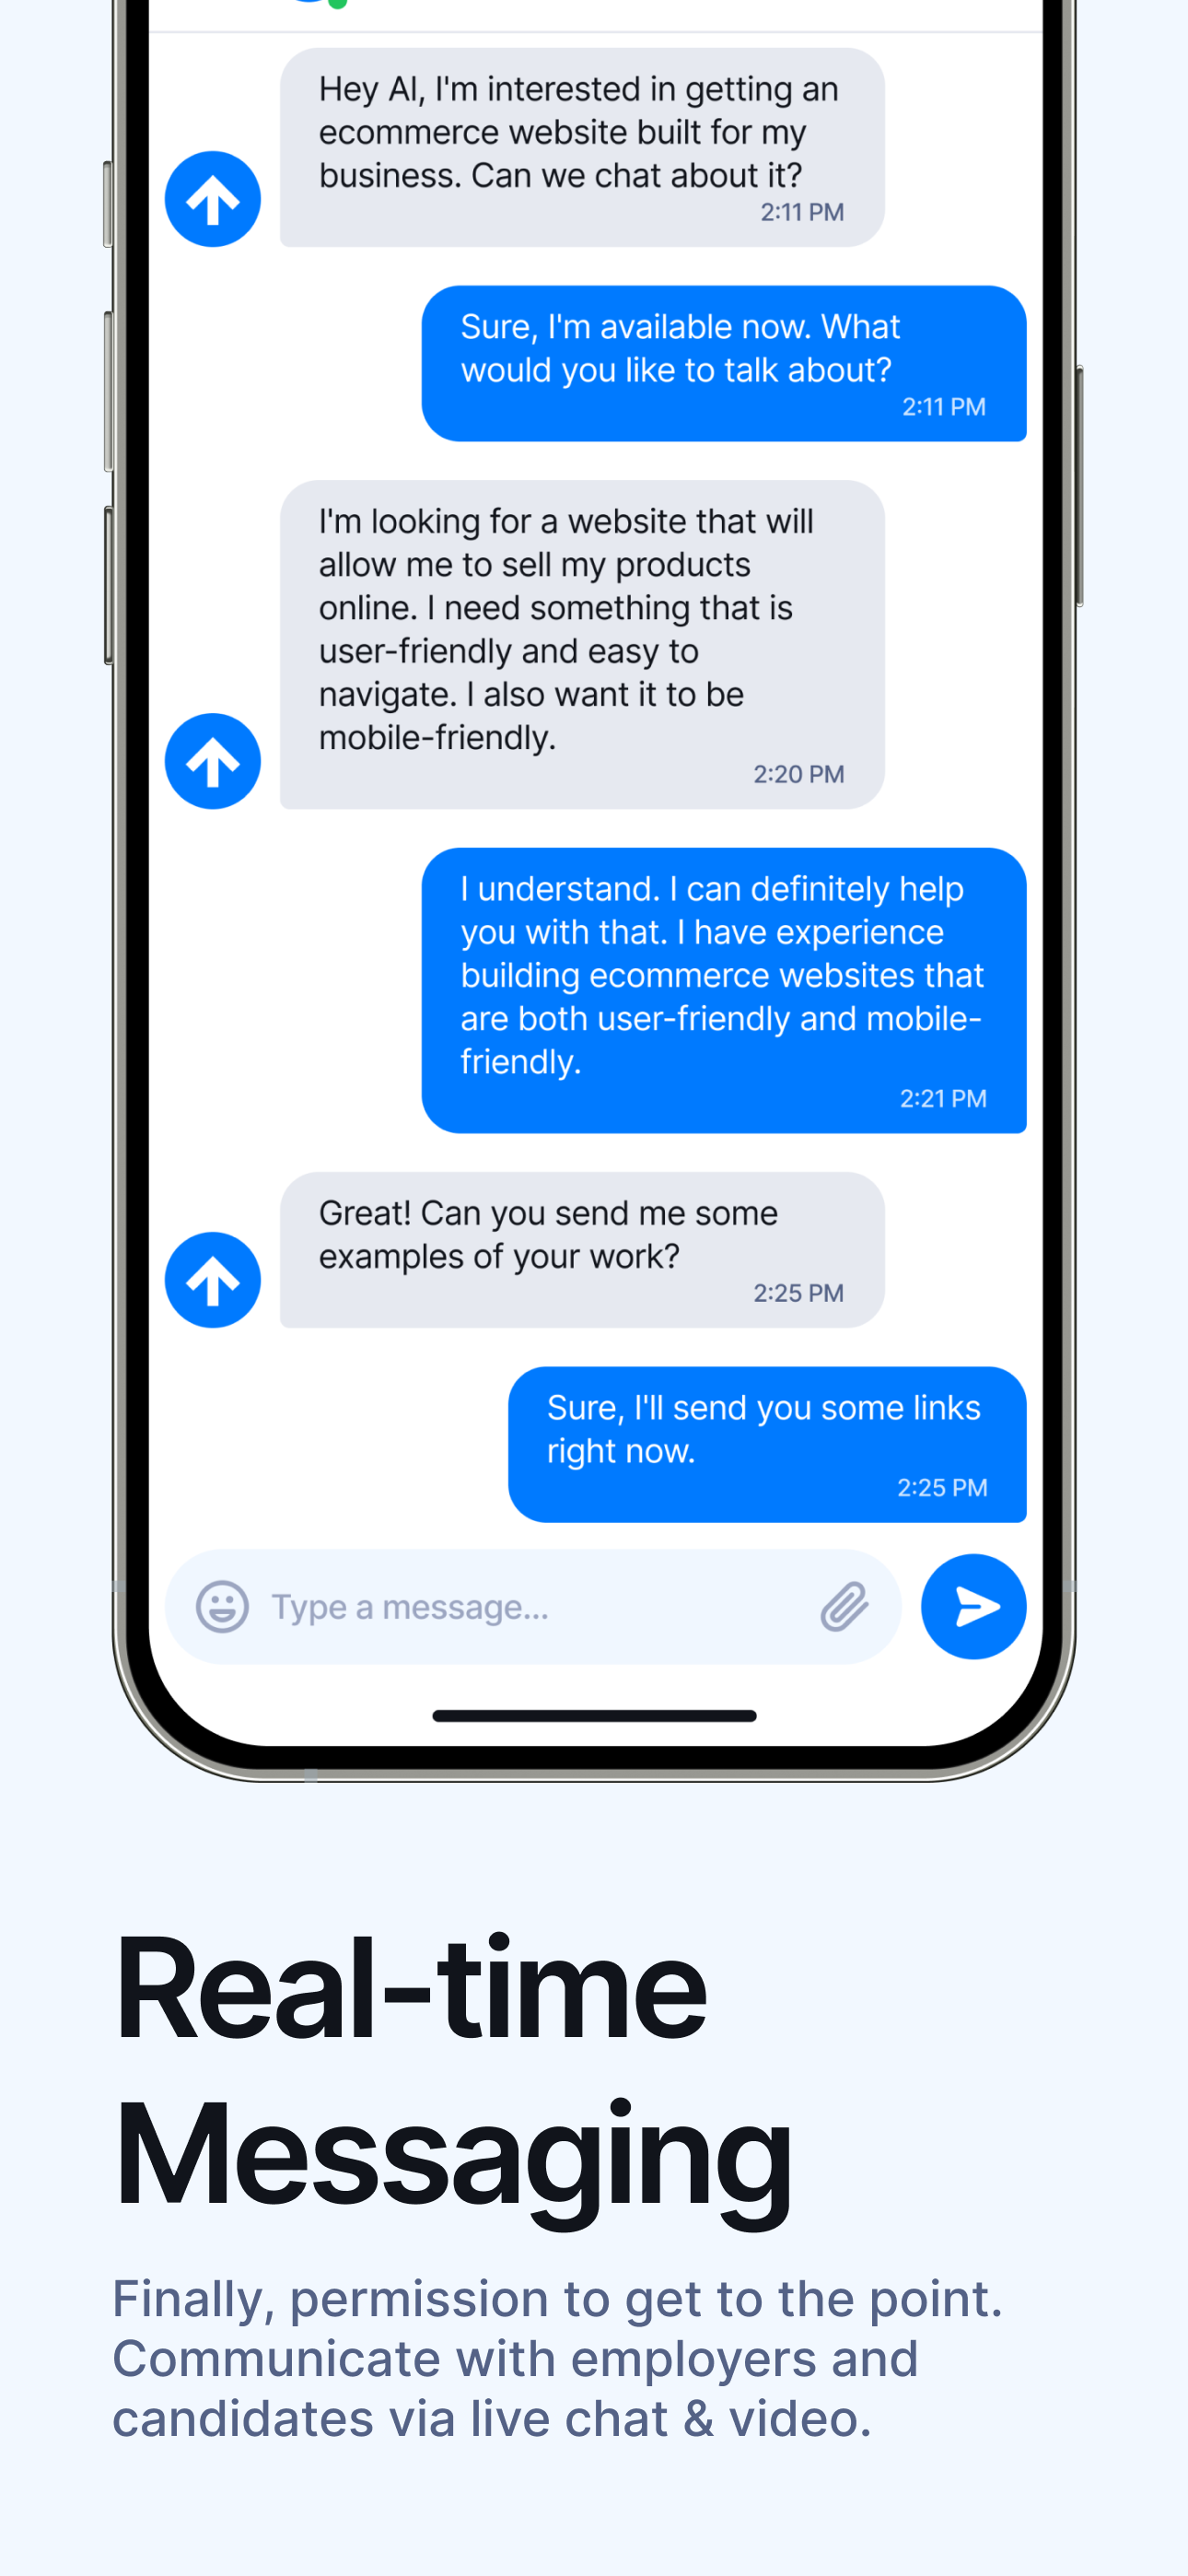 Hey Al, I'm interested in getting an
ecommerce website built for my
business. Can we chat about it?
2:11 PM
Sure, I'm available now. What
would you like to talk about?
2:11 PM
I'm looking for a website that will
allow me to sell my products
online. I need something that is
user-friendly and easy to
navigate. I also want it to be
mobile-friendly.
2:20 PM
I understand. I can definitely help
you with that. I have experience
building ecommerce websites that
are both user-friendly and mobile-
friendly.
2:21 PM
Great! Can you send me some
examples of your work?
2:25 PM
Sure, I'll send you some links
right now.
2:25 PM
Type a message...
Real-time
Messaging
Finally, permission to get to the point.
Communicate with employers and
candidates via live chat & video.